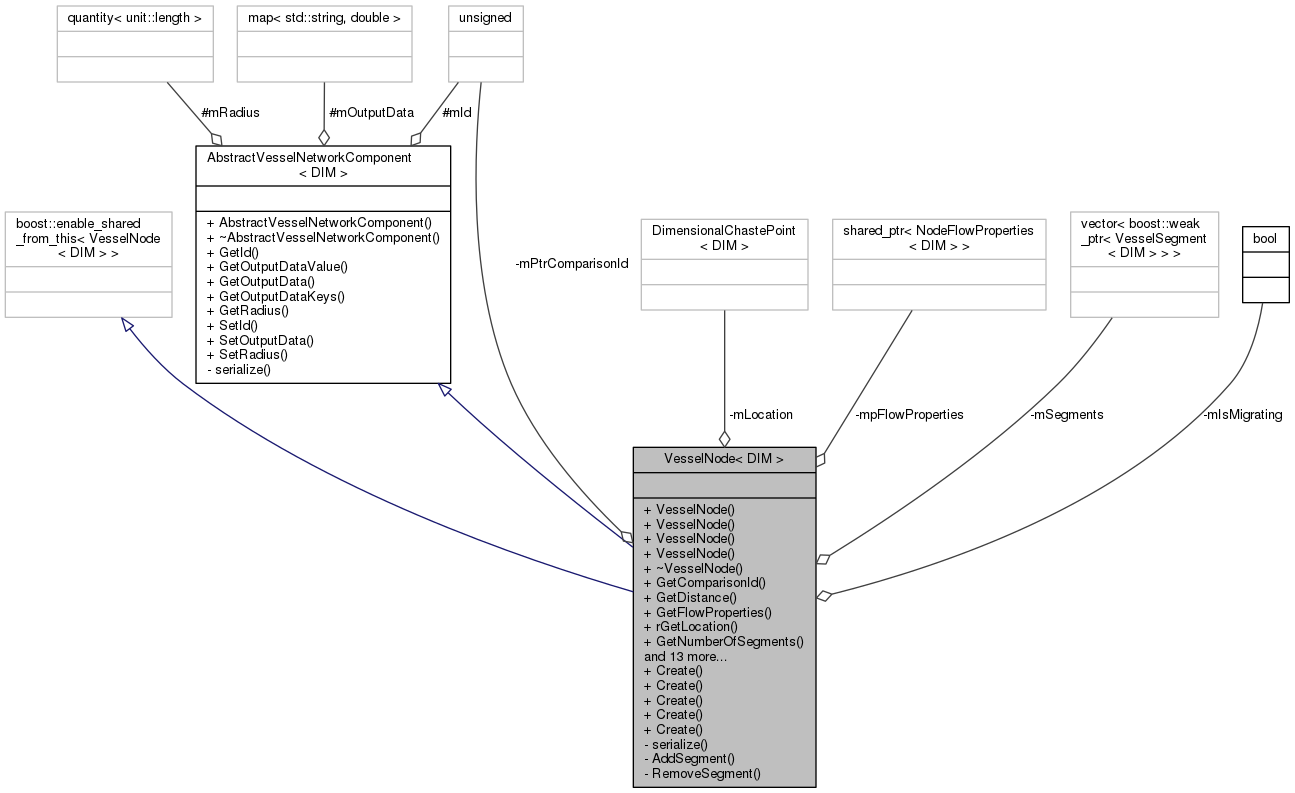 quantity< unit::length >
map< std::string, double >
unsigned
#mRadius
#mOutputData
#mId
AbstractVesselNetworkComponent
< DIM >
+ AbstractVesselNetworkComponent()
+ ~AbstractVesselNetworkComponent()
+ GetId()
+ GetOutputDataValue()
+ GetOutputData()
+ GetOutputDataKeys()
+ GetRadius()
+ SetId()
+ SetOutputData()
+ SetRadius()
- serialize()
boost::enable_shared
_from_this< VesselNode
< DIM > >
-mPtrComparisonId
DimensionalChastePoint
< DIM >
shared_ptr< NodeFlowProperties
< DIM > >
vector< boost::weak
_ptr< VesselSegment
< DIM > > >
bool
-mLocation
-mpFlowProperties
-mSegments
-mIsMigrating
VesselNode< DIM >
+ VesselNode()
+ VesselNode()
+ VesselNode()
+ VesselNode()
+ ~VesselNode()
+ GetComparisonId()
+ GetDistance()
+ GetFlowProperties()
+ rGetLocation()
+ GetNumberOfSegments()
and 13 more...
+ Create()
+ Create()
+ Create()
+ Create()
+ Create()
- serialize()
- AddSegment()
- RemoveSegment()